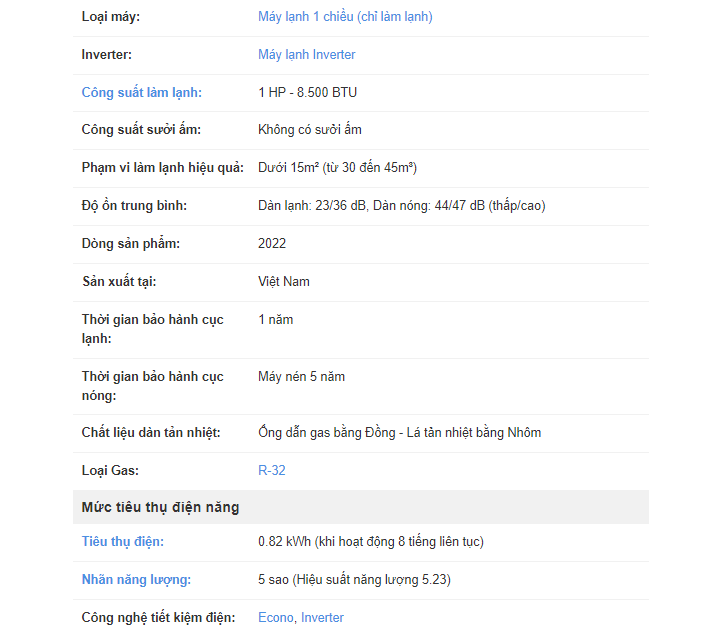 Loại máy: Máy lạnh 1 chiều (chỉ làm lạnh)
Inverter: Máy lạnh Inverter
Công suất làm lạnh: 1 HP - 8.500 BTU
Công suất sưởi ấm: Không có sưởi ấm
Phạm vi làm lạnh hiệu quả: Dưới 15m² (từ 30 đến 45m³)
Độ ồn trung bình: Dàn lạnh: 23/36 dB, Dàn nóng: 44/47 dB (thấp/cao)
Dòng sản phẩm: 2022
Sản xuất tại: Việt Nam
Thời gian bảo hành cục 1 năm
lạnh:
Thời gian bảo hành cục Máy nén 5 năm
nóng:
Chất liệu dàn tản nhiệt: Ống dẫn gas bằng Đồng - Lá tản nhiệt bằng Nhôm
Loại Gas: R-32
Mức tiêu thụ điện năng
Tiêu thụ điện: 0.82 kWh (khi hoạt động 8 tiếng liên tục)
Nhãn năng lượng: 5 sao (Hiệu suất năng lượng 5.23)
Công nghệ tiết kiệm điện: Econo, Inverter